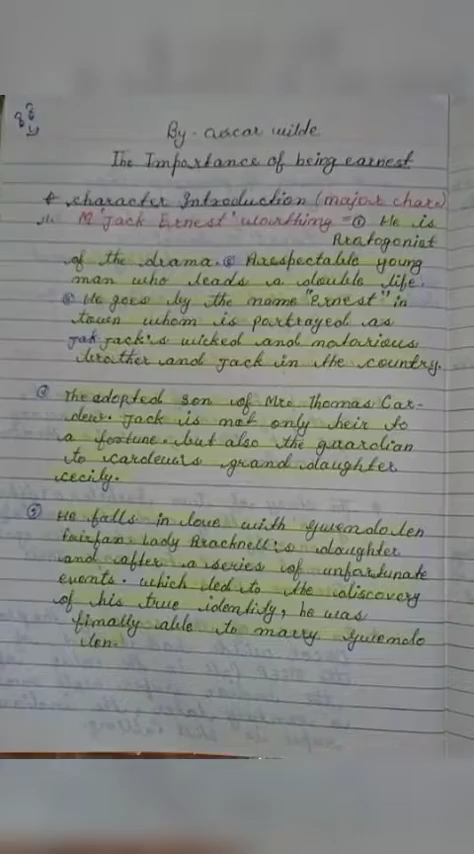 By - Oscar Wilde
The Importance of being earnest
* Character Introduction (major chara)
M 'Jack Ernest' Worthing = ① He is
Protogonist
of the drama. ② A respectable young
man who leads a double life.
③ He goes by the name "Ernest" in
town whom is portrayed as
Jak Jack's wicked and notorious
brother and Jack in the country.
④ The adopted son of Mr. Thomas Car-
dew. Jack is not only heir to
a fortune. but also the guardian
to cardew's grand daughter
cecily.
⑤ He falls in love with Gwendolen
fairfax Lady Bracknell's daughter
and after a series of unfortunate
events. which led to the discovery
of his true identity, he was
finally able to marry Gwendo
len.